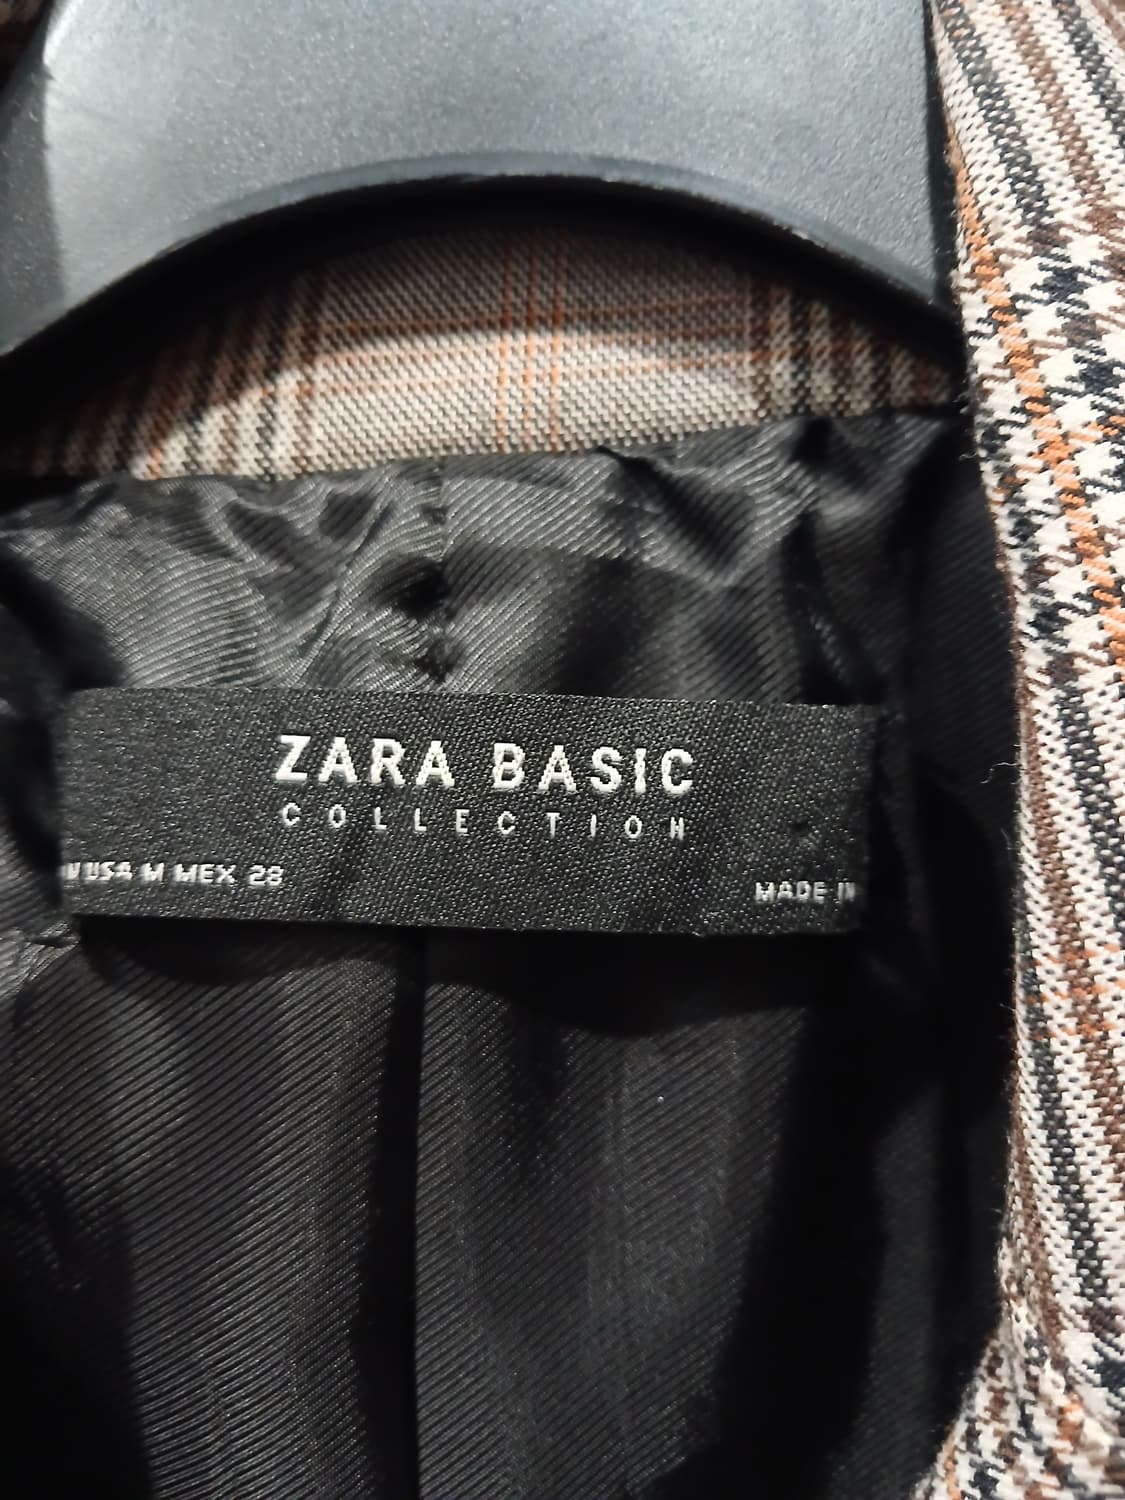 ZARA BASIC
COLLECTION
USA M MEX 28
MADE IN